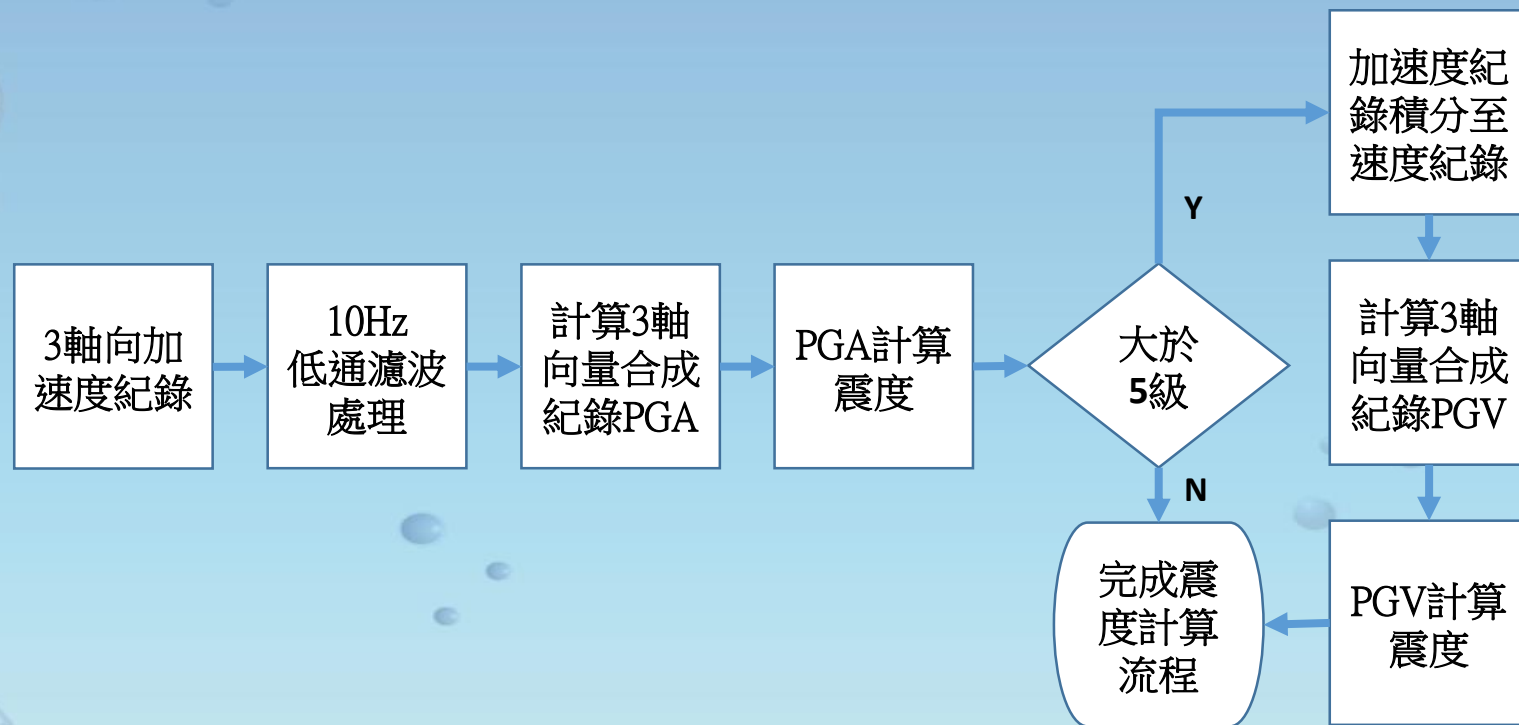 3軸向加
速度紀錄
10Hz
低通濾波
處理
計算3軸
向量合成
紀錄PGA
PGA計算
震度
大於
5級
Y
加速度紀
錄積分至
速度紀錄
計算3軸
向量合成
紀錄PGV
PGV計算
震度
N
完成震
度計算
流程